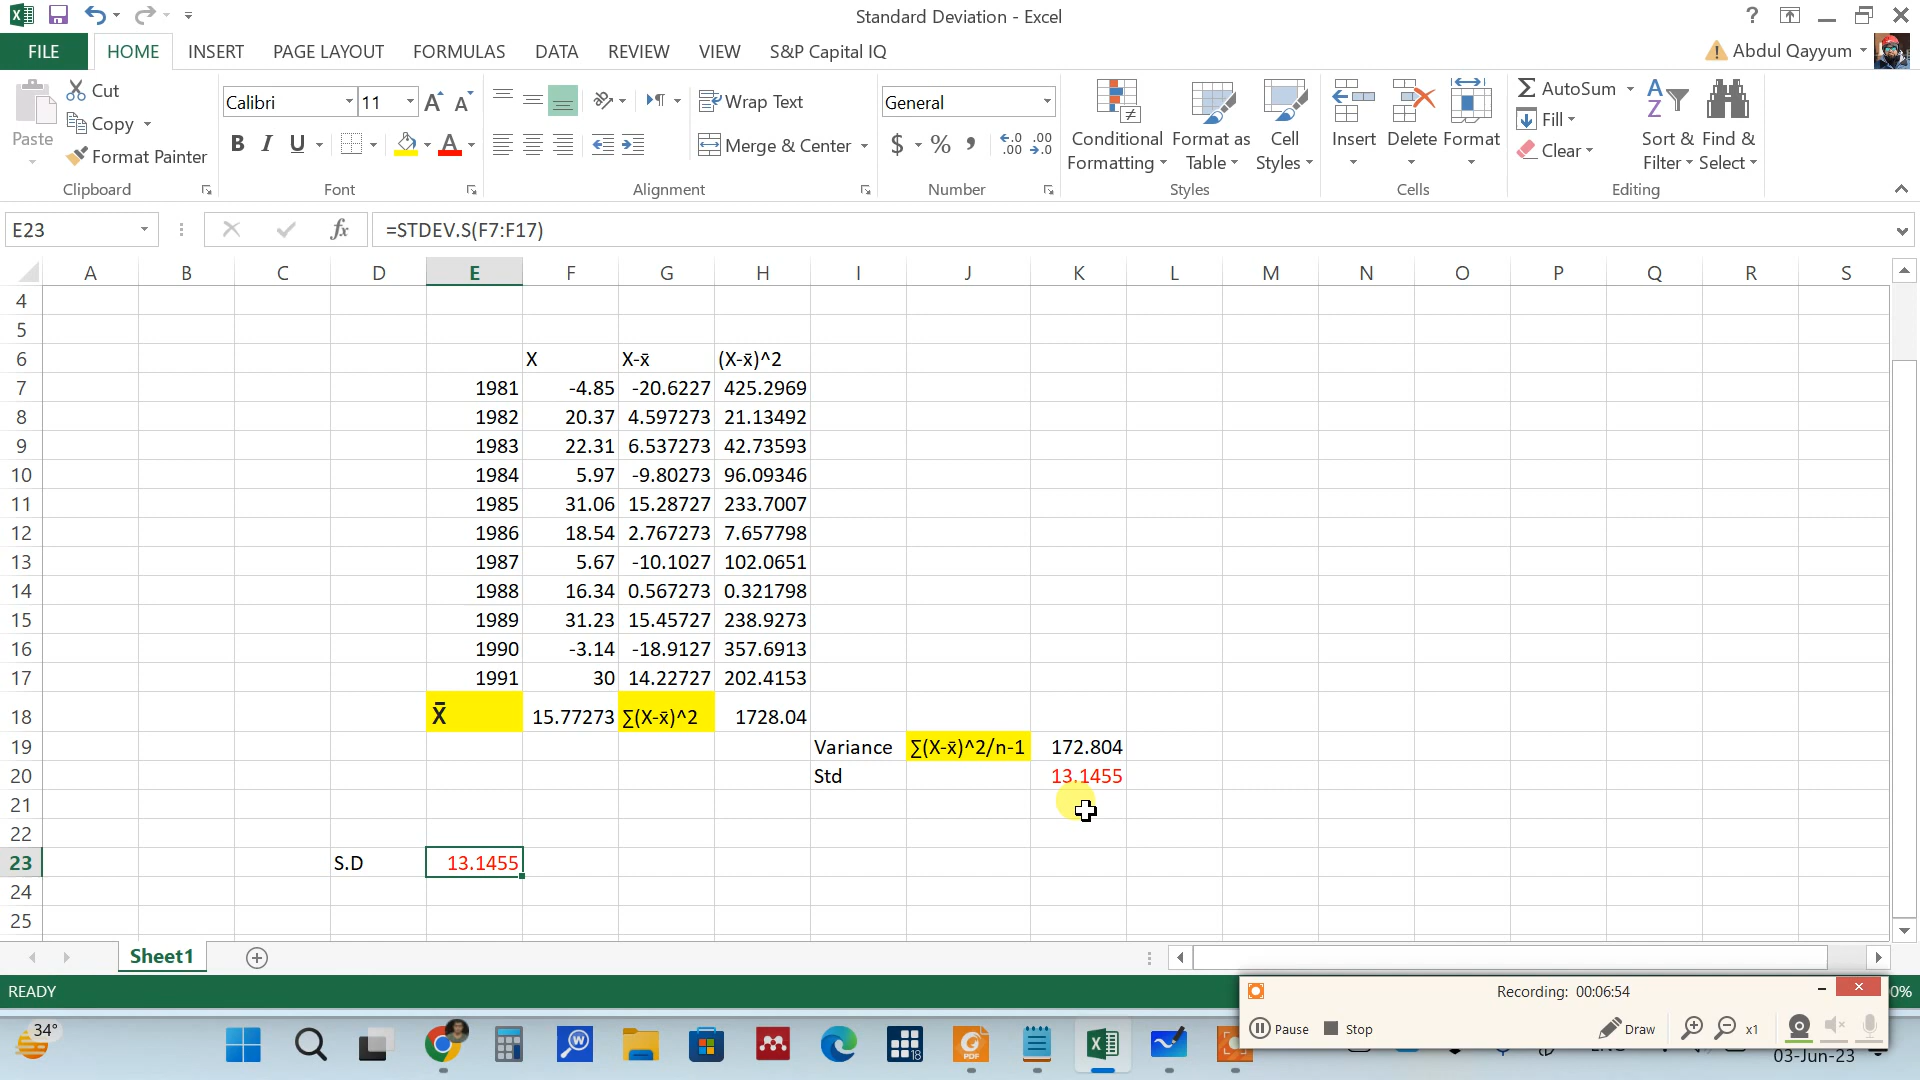 Standard Deviation - Excel
?
FILE HOME INSERT PAGE LAYOUT FORMULAS DATA REVIEW VIEW S&P Capital IQ
Abdul Qayyum
Paste
Cut
Copy
Format Painter
Clipboard
Calibri 11
B I U
Font
Wrap Text
Merge & Center
Alignment
General
$ % ,
Number
Conditional Formatting
Format as Table
Cell Styles
Styles
Insert Delete Format
Cells
AutoSum
Fill
Clear
Sort & Filter
Find & Select
Editing
E23 fx =STDEV.S(F7:F17)
A B C D E F G H I J K L M N O P Q R S
4
5
6 X X-x̄ (X-x̄)^2
7 1981 -4.85 -20.6227 425.2969
8 1982 20.37 4.597273 21.13492
9 1983 22.31 6.537273 42.73593
10 1984 5.97 -9.80273 96.09346
11 1985 31.06 15.28727 233.7007
12 1986 18.54 2.767273 7.657798
13 1987 5.67 -10.1027 102.0651
14 1988 16.34 0.567273 0.321798
15 1989 31.23 15.45727 238.9273
16 1990 -3.14 -18.9127 357.6913
17 1991 30 14.22727 202.4153
18 X̄ 15.77273 ∑(X-x̄)^2 1728.04
19 Variance ∑(X-x̄)^2/n-1 172.804
20 Std 13.1455
21
22
23 S.D 13.1455
24
25
Sheet1
READY
Recording: 00:06:54
Pause Stop Draw x1
34°
03-Jun-23